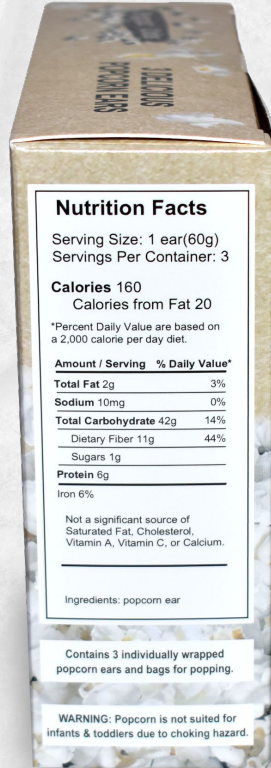 3 DELICIOUS
POPCORN EARS
Nutrition Facts
Serving Size: 1 ear(60g)
Servings Per Container: 3
Calories 160
Calories from Fat 20
*Percent Daily Value are based on
a 2,000 calorie per day diet.
Amount / Serving % Daily Value*
Total Fat 2g 3%
Sodium 10mg 0%
Total Carbohydrate 42g 14%
Dietary Fiber 11g 44%
Sugars 1g
Protein 6g
Iron 6%
Not a significant source of
Saturated Fat, Cholesterol,
Vitamin A, Vitamin C, or Calcium.
Ingredients: popcorn ear
Contains 3 individually wrapped
popcorn ears and bags for popping.
WARNING: Popcorn is not suited for
infants & toddlers due to choking hazard.